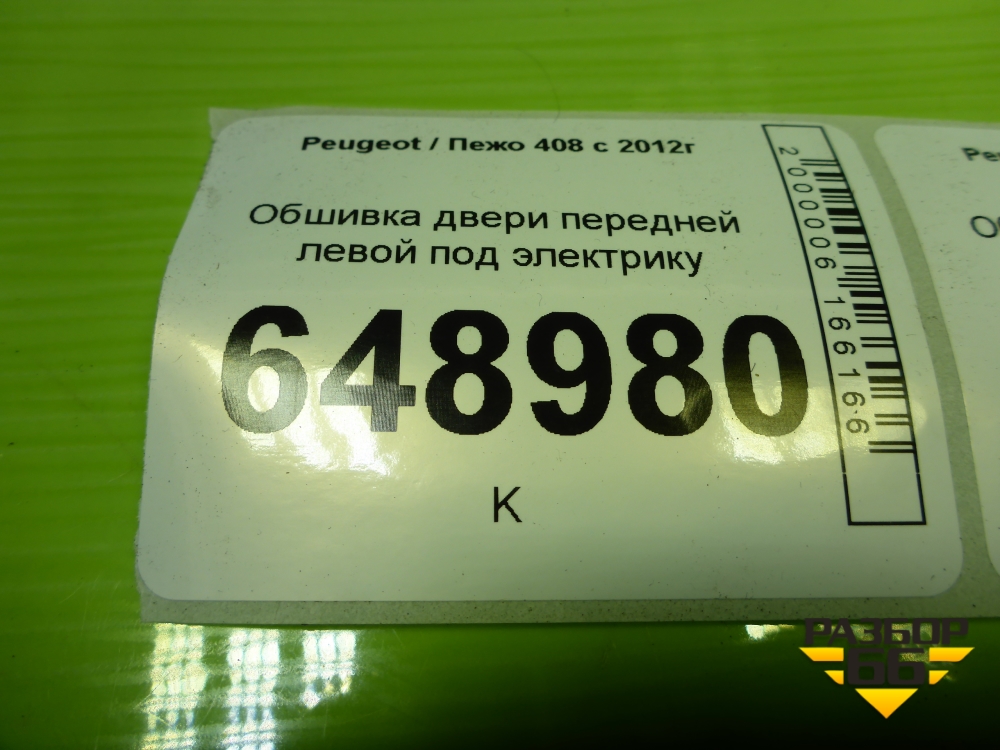 Peugeot / Пежо 408 с 2012г
Обшивка двери передней
левой под электрику
648980
К
2000006166166
РАЗБОР
66